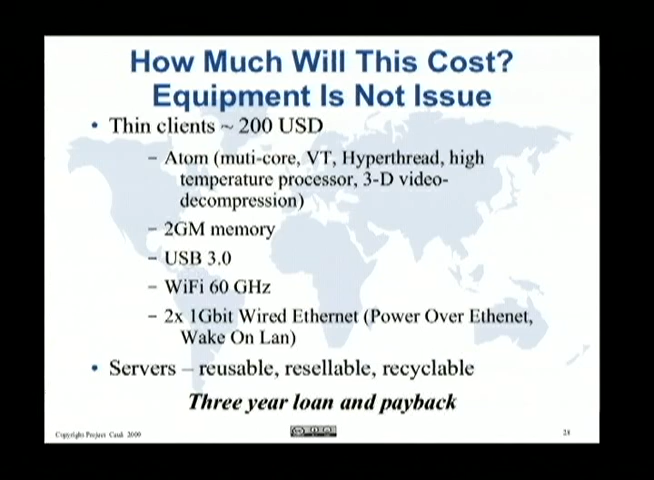 How Much Will This Cost?
Equipment Is Not Issue
• Thin clients ~ 200 USD
– Atom (muti-core, VT, Hyperthread, high
temperature processor, 3-D video-
decompression)
– 2GM memory
– USB 3.0
– WiFi 60 GHz
– 2x 1Gbit Wired Ethernet (Power Over Ethenet,
Wake On Lan)
• Servers – reusable, resellable, recyclable
Three year loan and payback
Copyright Project Cauã 2009
28